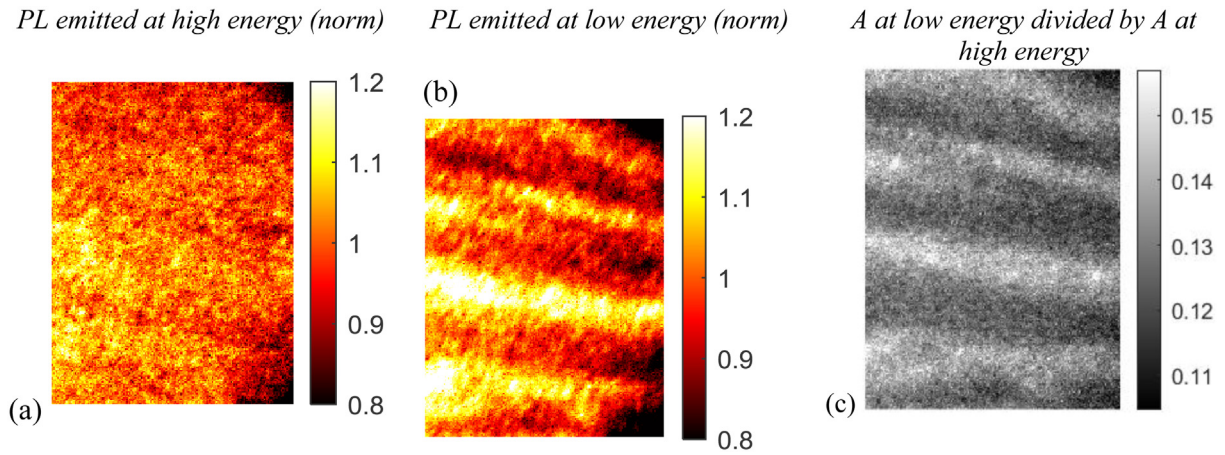 PL emitted at high energy (norm)
PL emitted at low energy (norm)
A at low energy divided by A at
high energy
(a)
1.2
1.1
1
0.9
0.8
(b)
1.2
1.1
1
0.9
0.8
(c)
0.15
0.14
0.13
0.12
0.11